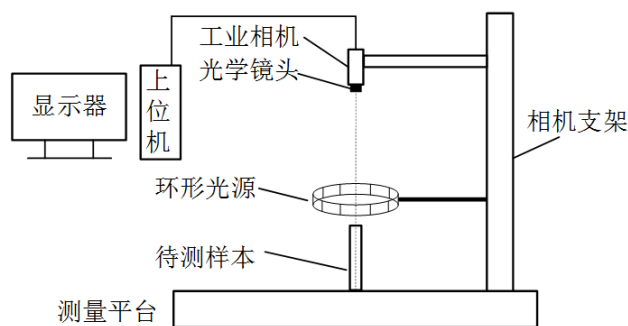 工业相机
光学镜头
显示器
上位机
相机支架
环形光源
待测样本
测量平台